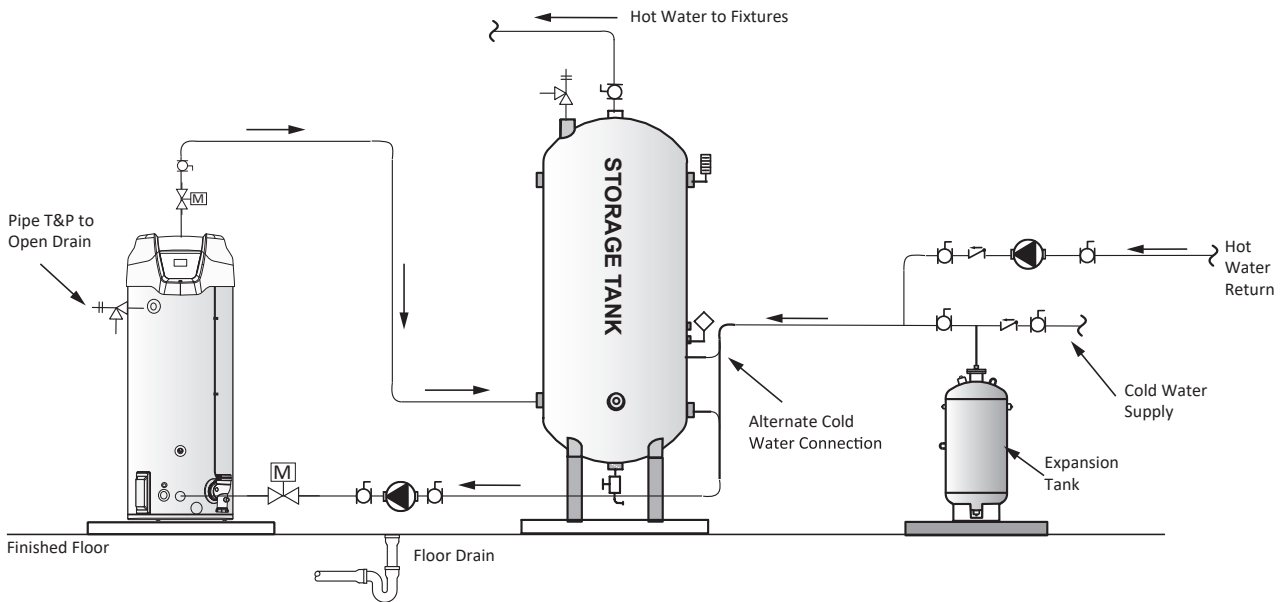 Hot Water to Fixtures
M
Pipe T&P to
Open Drain
STORAGE TANK
Hot
Water
Return
Cold Water
Supply
Alternate Cold
Water Connection
Expansion
Tank
M
Finished Floor
Floor Drain